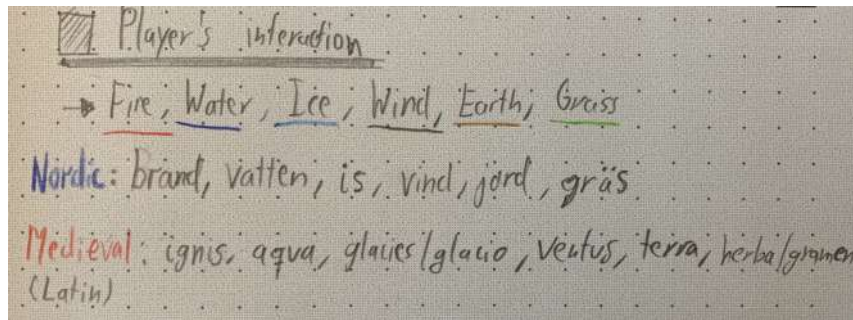 Player's interaction
→ Fire, Water, Ice, Wind, Earth, Grass
Nordic: brand, vatten, is, vind, jord, gräs
Medieval: ignis, aqua, glacies/glacio, ventus, terra, herba/gramen
(Latin)